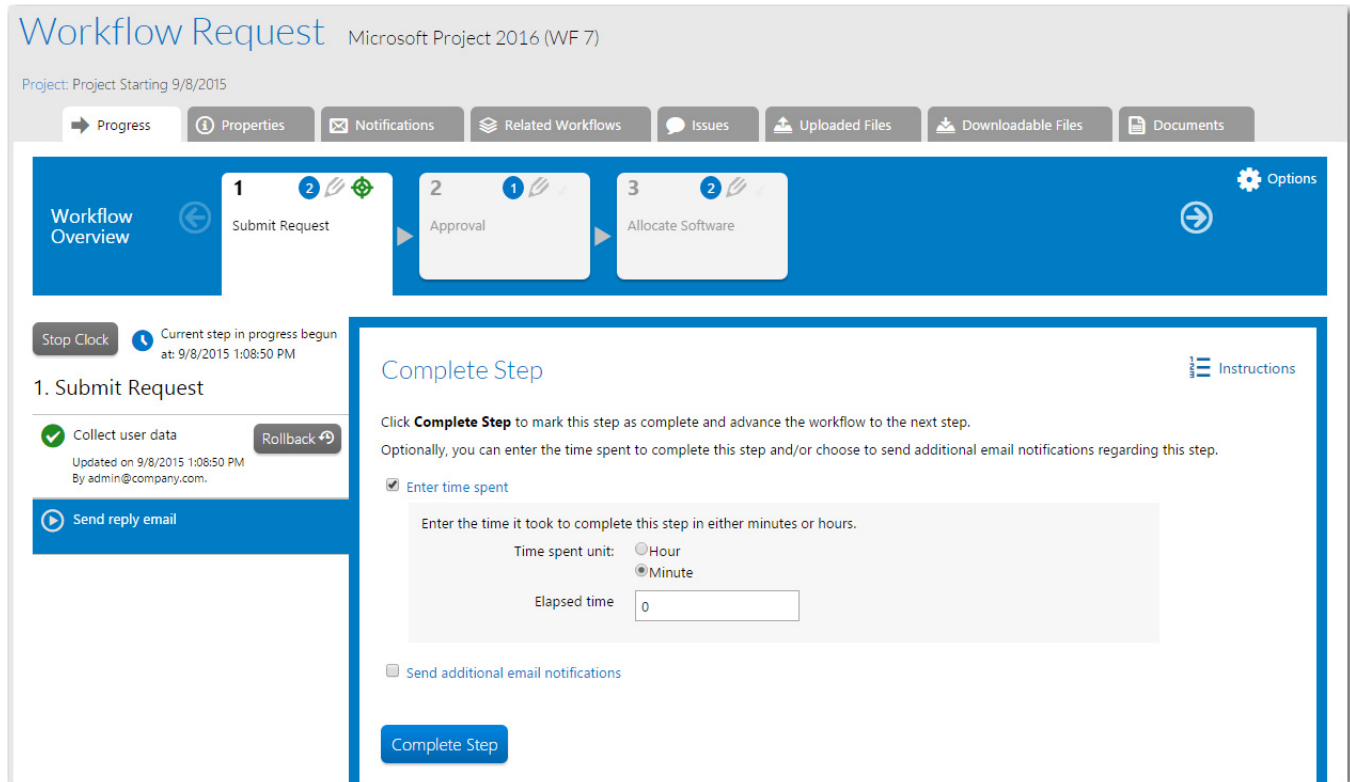 Workflow Request Microsoft Project 2016 (WF 7)
Project: Project Starting 9/8/2015
Progress Properties Notifications Related Workflows Issues Uploaded Files Downloadable Files Documents
Options
Workflow
Overview
1 2
Submit Request
2 1
Approval
3 2
Allocate Software
Stop Clock
Current step in progress begun
at: 9/8/2015 1:08:50 PM
1. Submit Request
Collect user data
Rollback
Updated on 9/8/2015 1:08:50 PM
By admin@company.com.
Send reply email
Complete Step
Instructions
Click Complete Step to mark this step as complete and advance the workflow to the next step.
Optionally, you can enter the time spent to complete this step and/or choose to send additional email notifications regarding this step.
Enter time spent
Enter the time it took to complete this step in either minutes or hours.
Time spent unit: Hour
Minute
Elapsed time 0
Send additional email notifications
Complete Step